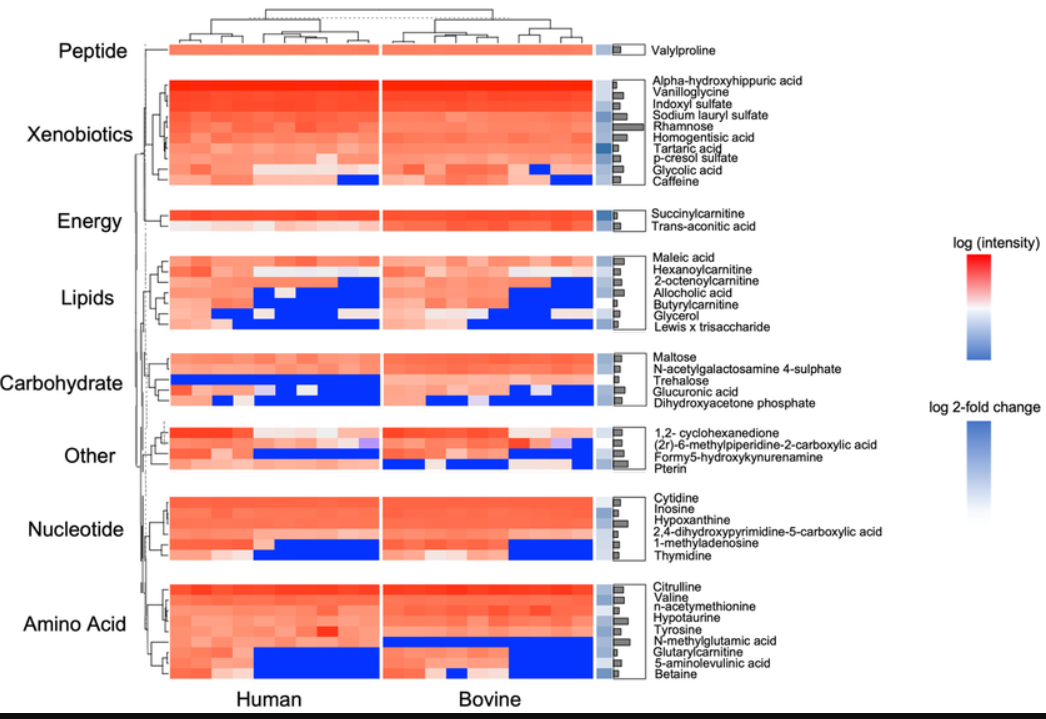 Peptide
Valylproline
Xenobiotics
Alpha-hydroxyhippuric acid
Vanilloglycine
Indoxyl sulfate
Sodium lauryl sulfate
Rhamnose
Homogentisic acid
Tartaric acid
p-cresol sulfate
Glycolic acid
Caffeine
Energy
Succinylcarnitine
Trans-aconitic acid
Lipids
Maleic acid
Hexanoylcarnitine
2-octenoylcarnitine
Allocholic acid
Butyrylcarnitine
Glycerol
Lewis x trisaccharide
Carbohydrate
Maltose
N-acetylgalactosamine 4-sulphate
Trehalose
Glucuronic acid
Dihydroxyacetone phosphate
Other
1,2- cyclohexanedione
(2r)-6-methylpiperidine-2-carboxylic acid
Formy5-hydroxykynurenamine
Pterin
Nucleotide
Cytidine
Inosine
Hypoxanthine
2,4-dihydroxypyrimidine-5-carboxylic acid
1-methyladenosine
Thymidine
Amino Acid
Citrulline
Valine
n-acetymethionine
Hypotaurine
Tyrosine
N-methylglutamic acid
Glutarylcarnitine
5-aminolevulinic acid
Betaine
Human
Bovine
log (intensity)
log 2-fold change